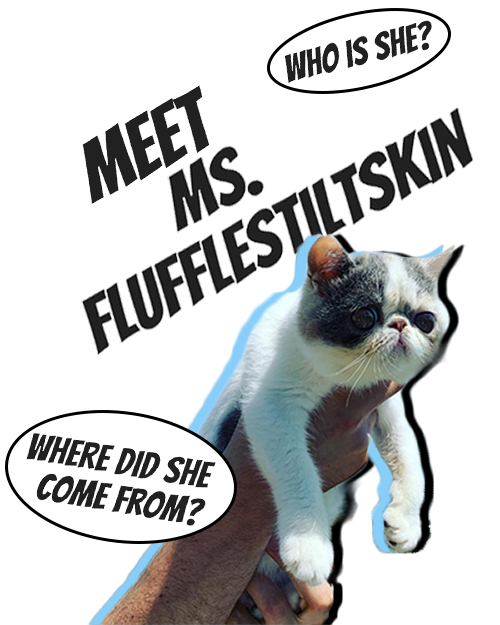 WHO IS SHE?
MEET
MS.
FLUFFLESTILTSKIN
WHERE DID SHE
COME FROM?